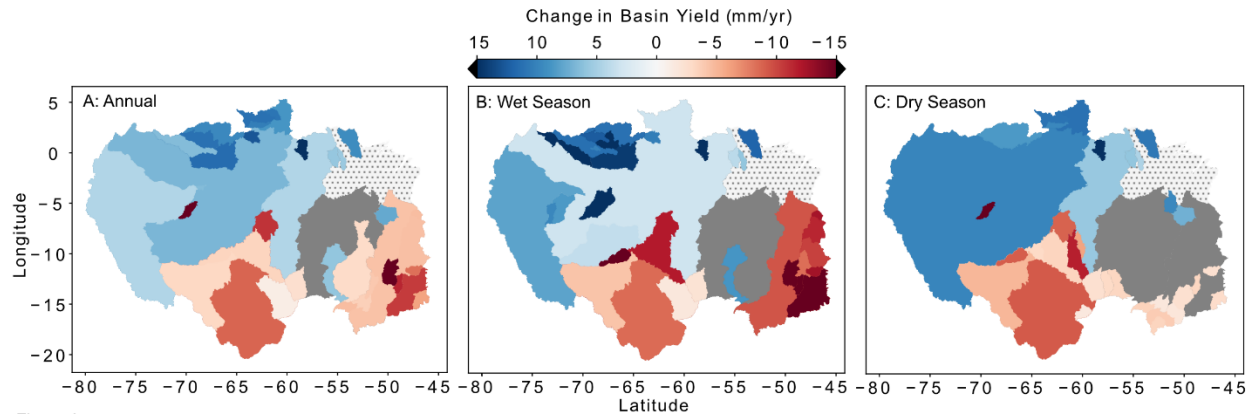 Change in Basin Yield (mm/yr)
15 10 5 0 −5 −10 −15
A: Annual
B: Wet Season
C: Dry Season
5
0
−5
−10
−15
−20
Longitude
−80 −75 −70 −65 −60 −55 −50 −45
−80 −75 −70 −65 −60 −55 −50 −45
−80 −75 −70 −65 −60 −55 −50 −45
Latitude